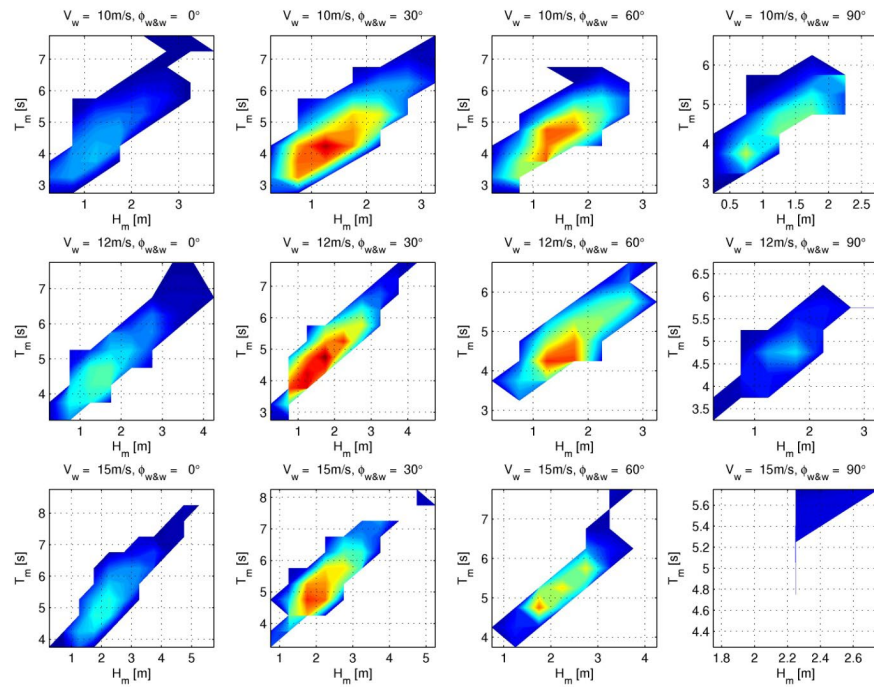 V_w = 10m/s, ϕ_w&w = 0° V_w = 10m/s, ϕ_w&w = 30° V_w = 10m/s, ϕ_w&w = 60° V_w = 10m/s, ϕ_w&w = 90°
T_m [s] 7 6 5 4 3
1 2 3
H_m [m]
T_m [s] 7 6 5 4 3
1 2 3
H_m [m]
T_m [s] 7 6 5 4 3
1 2 3
H_m [m]
T_m [s] 6 5 4 3
0.5 1 1.5 2 2.5
H_m [m]
V_w = 12m/s, ϕ_w&w = 0° V_w = 12m/s, ϕ_w&w = 30° V_w = 12m/s, ϕ_w&w = 60° V_w = 12m/s, ϕ_w&w = 90°
T_m [s] 7 6 5 4
1 2 3 4
H_m [m]
T_m [s] 7 6 5 4 3
1 2 3 4
H_m [m]
T_m [s] 6 5 4 3
1 2 3
H_m [m]
T_m [s] 6.5 6 5.5 5 4.5 4 3.5
1 2 3
H_m [m]
V_w = 15m/s, ϕ_w&w = 0° V_w = 15m/s, ϕ_w&w = 30° V_w = 15m/s, ϕ_w&w = 60° V_w = 15m/s, ϕ_w&w = 90°
T_m [s] 8 7 6 5 4
1 2 3 4 5
H_m [m]
T_m [s] 8 7 6 5 4
1 2 3 4 5
H_m [m]
T_m [s] 7 6 5 4
1 2 3 4
H_m [m]
T_m [s] 5.6 5.4 5.2 5 4.8 4.6 4.4
1.8 2 2.2 2.4 2.6
H_m [m]